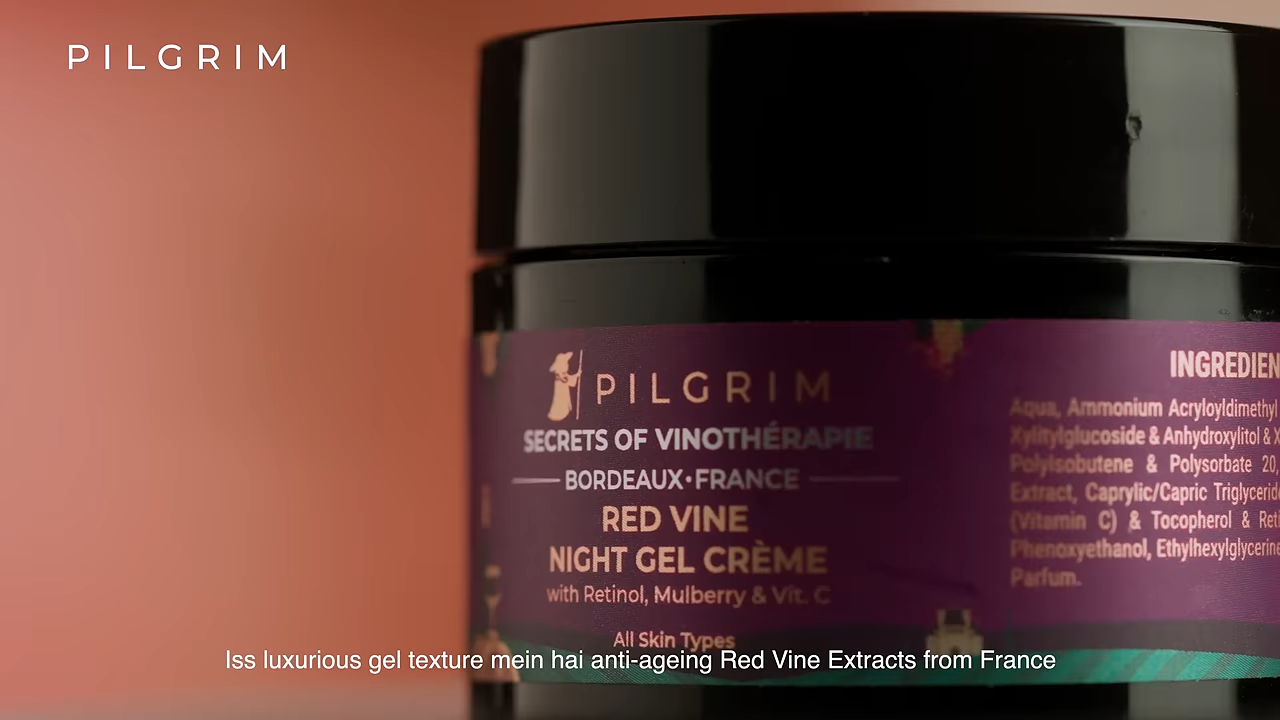 PILGRIM
PILGRIM
SECRETS OF VINOTHÉRAPIE
BORDEAUX•FRANCE
RED VINE
NIGHT GEL CRÈME
with Retinol, Mulberry & Vit. C
All Skin Types
INGREDIEN
Aqua, Ammonium Acryloyldimethyl
Xylitylglucoside & Anhydroxylitol & X
Polyisobutene & Polysorbate 20,
Extract, Caprylic/Capric Triglyceride
(Vitamin C) & Tocopherol & Reti
Phenoxyethanol, Ethylhexylglycerine
Parfum.
Iss luxurious gel texture mein hai anti-ageing Red Vine Extracts from France